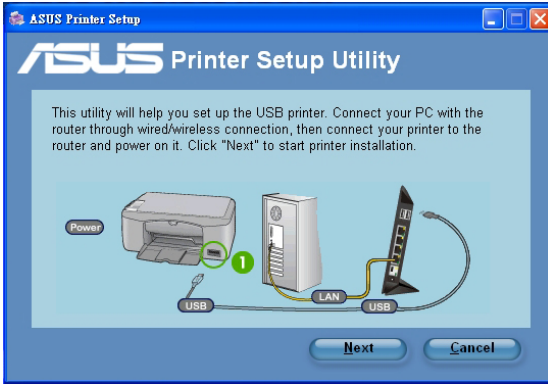 ASUS Printer Setup
ASUS Printer Setup Utility
This utility will help you set up the USB printer. Connect your PC with the
router through wired/wireless connection, then connect your printer to the
router and power on it. Click "Next" to start printer installation.
Power
1
USB
LAN
USB
Next
Cancel